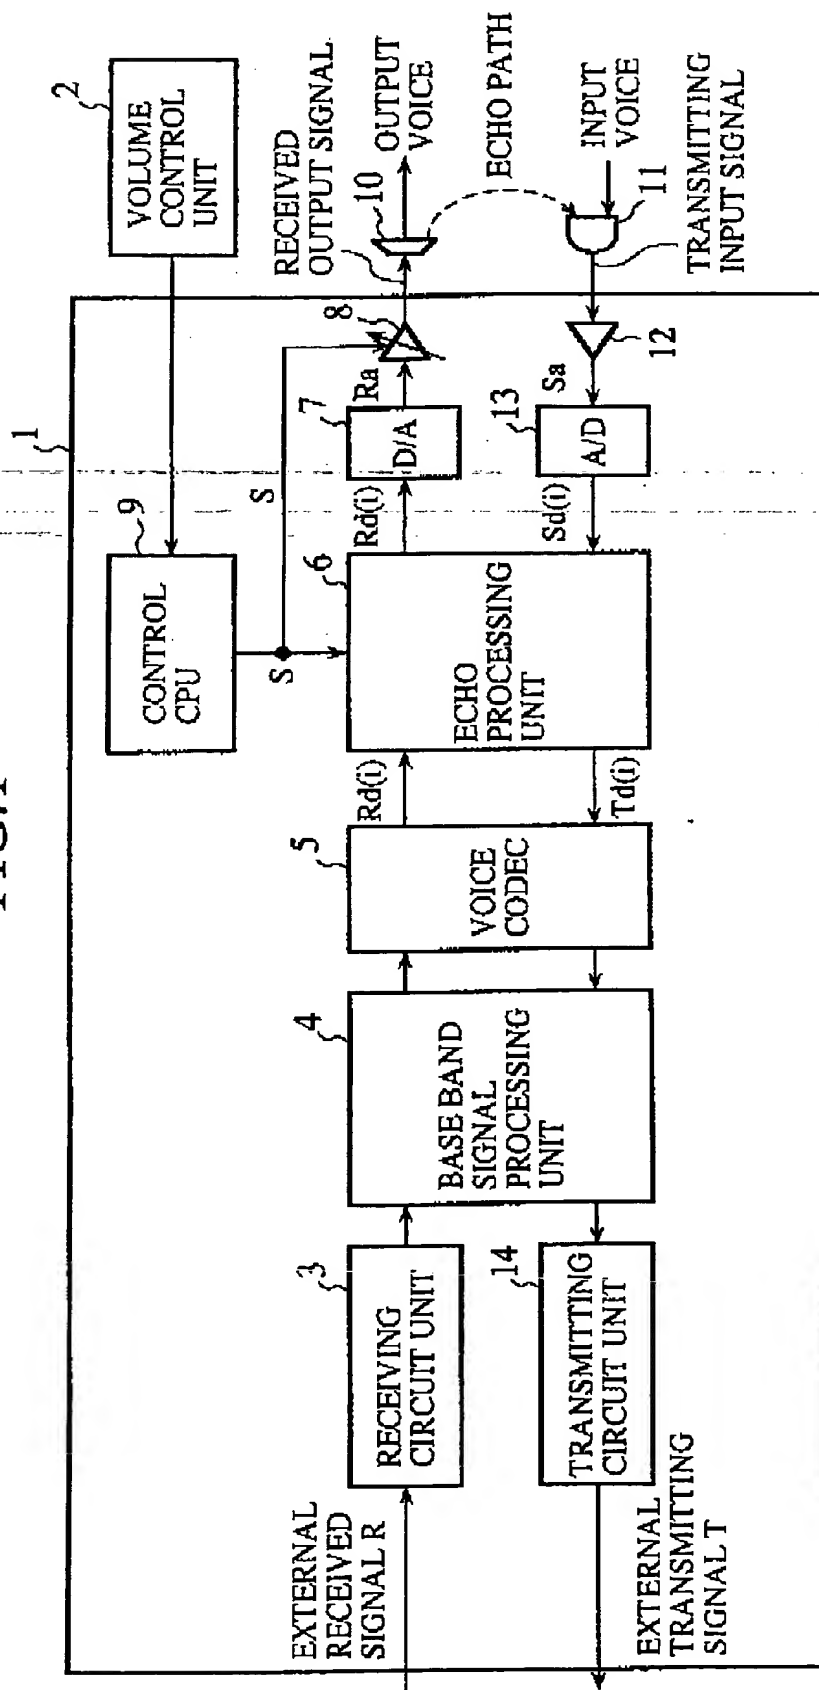 1
2
VOLUME
CONTROL
UNIT
9
CONTROL
CPU
S
S
EXTERNAL
RECEIVED
SIGNAL R
3
RECEIVING
CIRCUIT UNIT
4
BASE BAND
SIGNAL
PROCESSING
UNIT
5
VOICE
CODEC
Rd(i)
Td(i)
6
ECHO
PROCESSING
UNIT
Rd(i)
7
D/A
Ra
8
RECEIVED
OUTPUT SIGNAL
10
OUTPUT
VOICE
ECHO PATH
INPUT
VOICE
11
TRANSMITTING
INPUT SIGNAL
12
Sa
13
A/D
Sd(i)
14
TRANSMITTING
CIRCUIT UNIT
EXTERNAL
TRANSMITTING
SIGNAL T